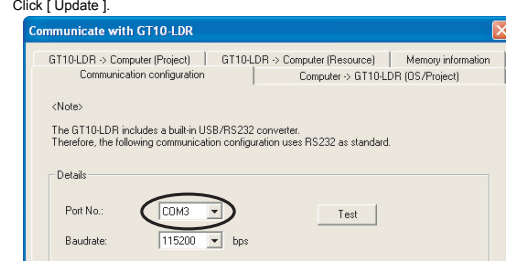 Click [ Update ].
Communicate with GT10-LDR
GT10-LDR -> Computer (Project) GT10-LDR -> Computer (Resource) Memory information
Communication configuration Computer -> GT10-LDR (OS/Project)
<Note>
The GT10-LDR includes a built-in USB/RS232 converter.
Therefore, the following communication configuration uses RS232 as standard.
Details
Port No.: COM3 Test
Baudrate: 115200 bps